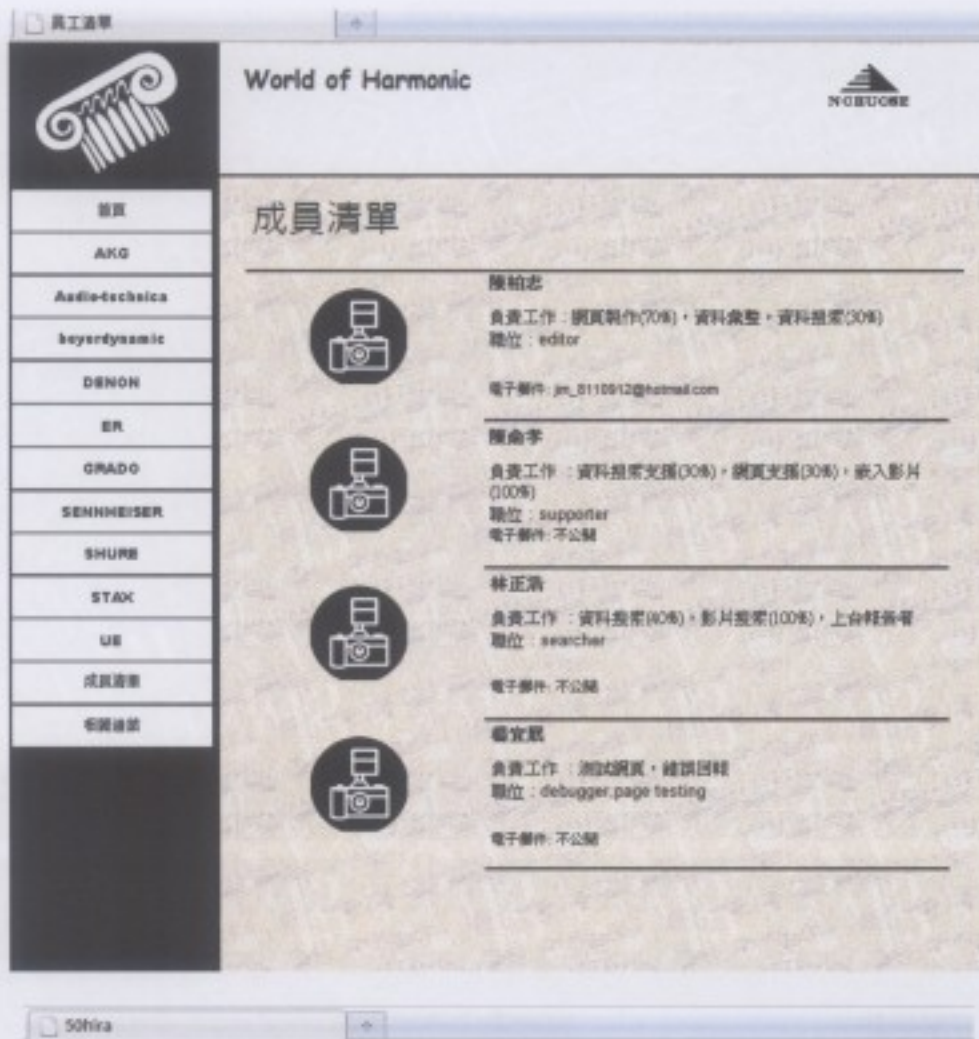 員工清單
World of Harmonic
NCHUOSE
首頁
AKG
Audio-technica
beyerdynamic
DENON
ER
GRADO
SENNHEISER
SHURE
STAX
UE
成員清單
相關連結
成員清單
陳柏志
負責工作：網頁製作(70%)，資料彙整，資料搜索(30%)
職位：editor
電子郵件: jim_8110912@hotmail.com
陳侖孝
負責工作 ：資料搜索支援(30%)，網頁支援(30%)，嵌入影片
(100%)
職位：supporter
電子郵件: 不公開
林正浩
負責工作 ：資料搜索(40%)，影片搜索(100%)，上台報告者
職位：searcher
電子郵件: 不公開
楊宜
負責工作 ：測試網頁，錯誤回報
職位：debugger,page testing
電子郵件: 不公開
50hira